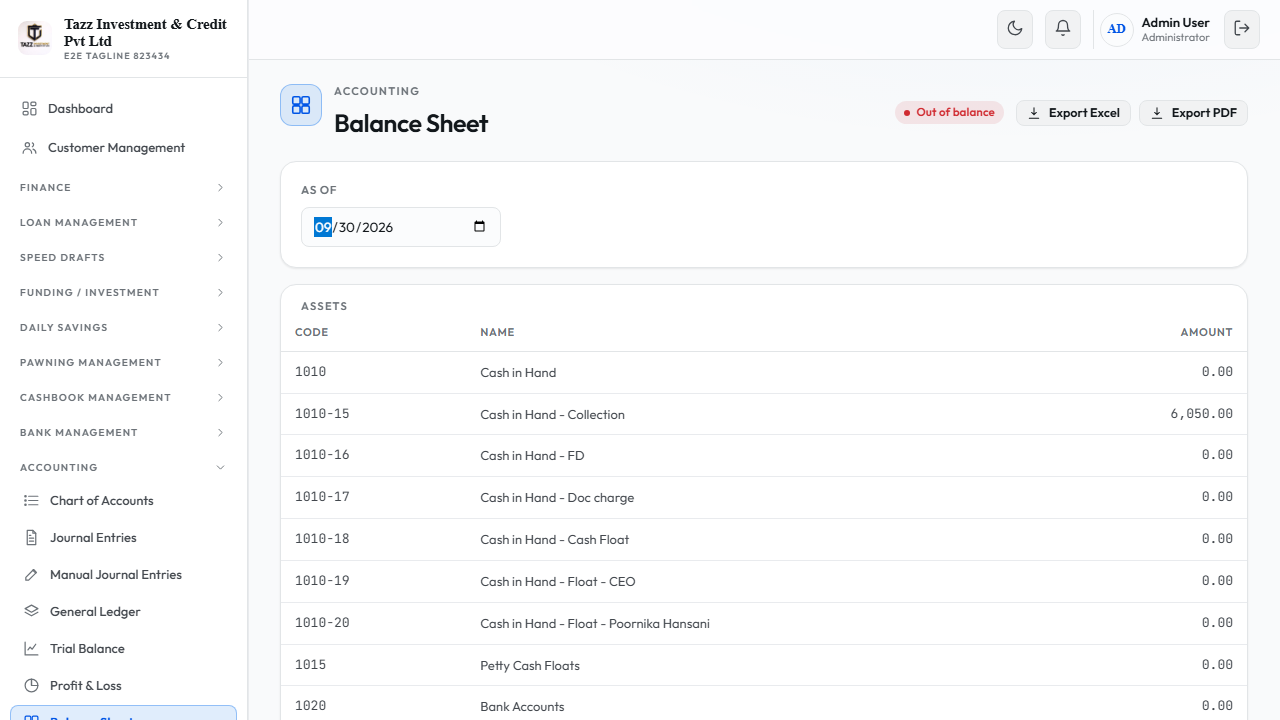 Tazz Investment & Credit
Pvt Ltd
E2E TAGLINE 823434
Dashboard
Customer Management
FINANCE
LOAN MANAGEMENT
SPEED DRAFTS
FUNDING / INVESTMENT
DAILY SAVINGS
PAWNING MANAGEMENT
CASHBOOK MANAGEMENT
BANK MANAGEMENT
ACCOUNTING
Chart of Accounts
Journal Entries
Manual Journal Entries
General Ledger
Trial Balance
Profit & Loss
AD
Admin User
Administrator
ACCOUNTING
Balance Sheet
Out of balance
Export Excel
Export PDF
AS OF
09/30/2026
ASSETS
CODE NAME AMOUNT
1010 Cash in Hand 0.00
1010-15 Cash in Hand - Collection 6,050.00
1010-16 Cash in Hand - FD 0.00
1010-17 Cash in Hand - Doc charge 0.00
1010-18 Cash in Hand - Cash Float 0.00
1010-19 Cash in Hand - Float - CEO 0.00
1010-20 Cash in Hand - Float - Poornika Hansani 0.00
1015 Petty Cash Floats 0.00
1020 Bank Accounts 0.00